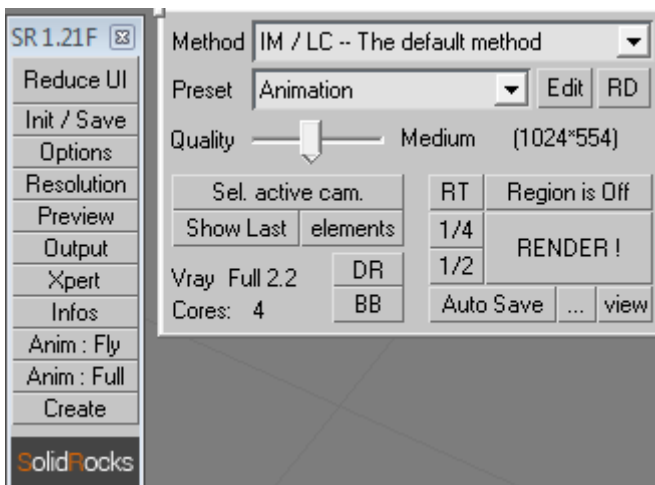 SR 1.21F
Reduce UI
Init / Save
Options
Resolution
Preview
Output
Xpert
Infos
Anim : Fly
Anim : Full
Create
SolidRocks
Method IM / LC -- The default method
Preset Animation Edit RD
Quality Medium (1024*554)
Sel. active cam. RT Region is Off
Show Last elements 1/4 RENDER !
Vray Full 2.2 DR 1/2
Cores: 4 BB Auto Save ... view